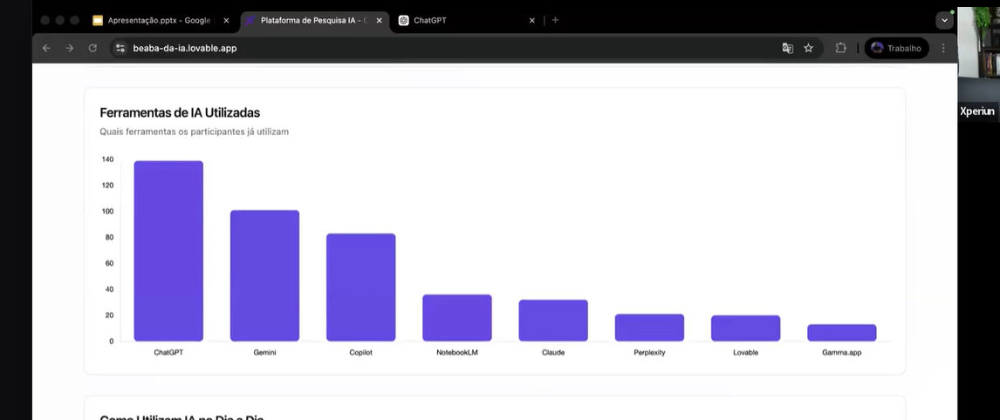 Apresentação.pptx - Google
Plataforma de Pesquisa IA -
ChatGPT
beaba-da-ia.lovable.app
Trabalho
Xperiun
Ferramentas de IA Utilizadas
Quais ferramentas os participantes já utilizam
140
120
100
80
60
40
20
0
ChatGPT
Gemini
Copilot
NotebookLM
Claude
Perplexity
Lovable
Gamma.app
Como Utilizam IA no Dia a Dia